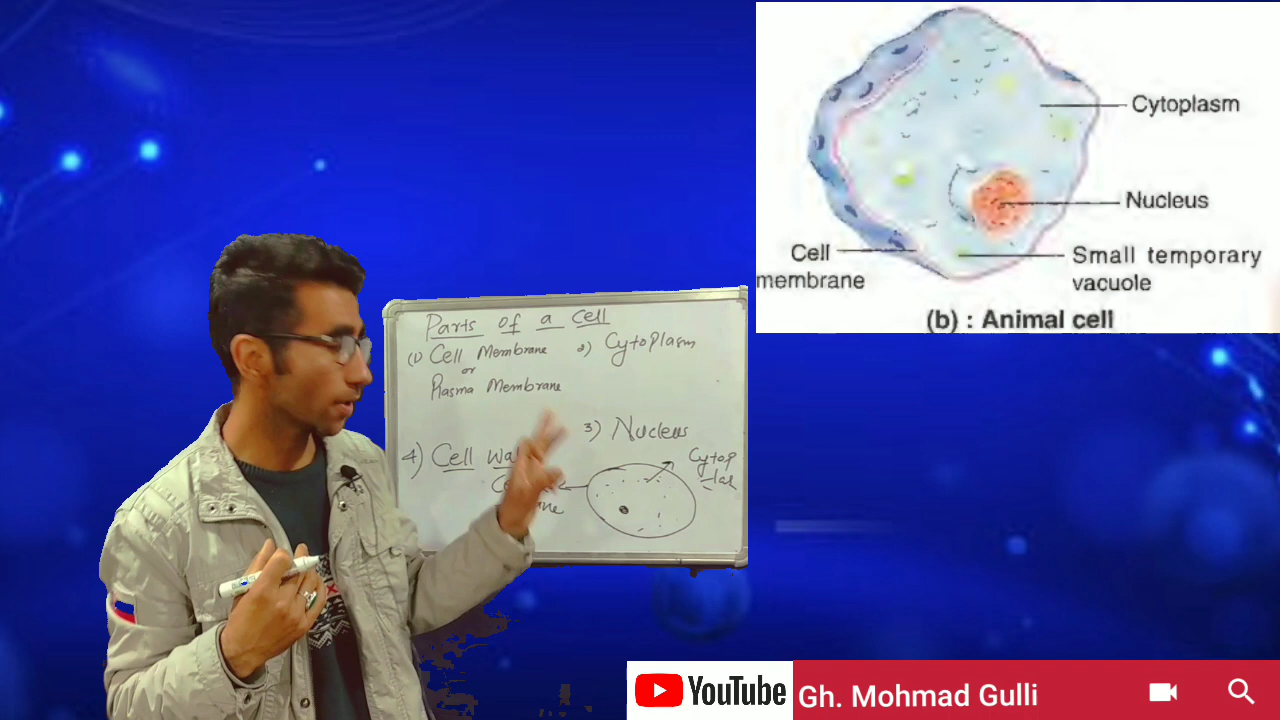 Cytoplasm
Nucleus
Cell
membrane
Small temporary
vacuole
(b) : Animal cell
Parts of a Cell
(1) Cell Membrane
or
Plasma Membrane
2) Cytoplasm
3) Nucleus
4) Cell
Cytop
YouTube
Gh. Mohmad Gulli